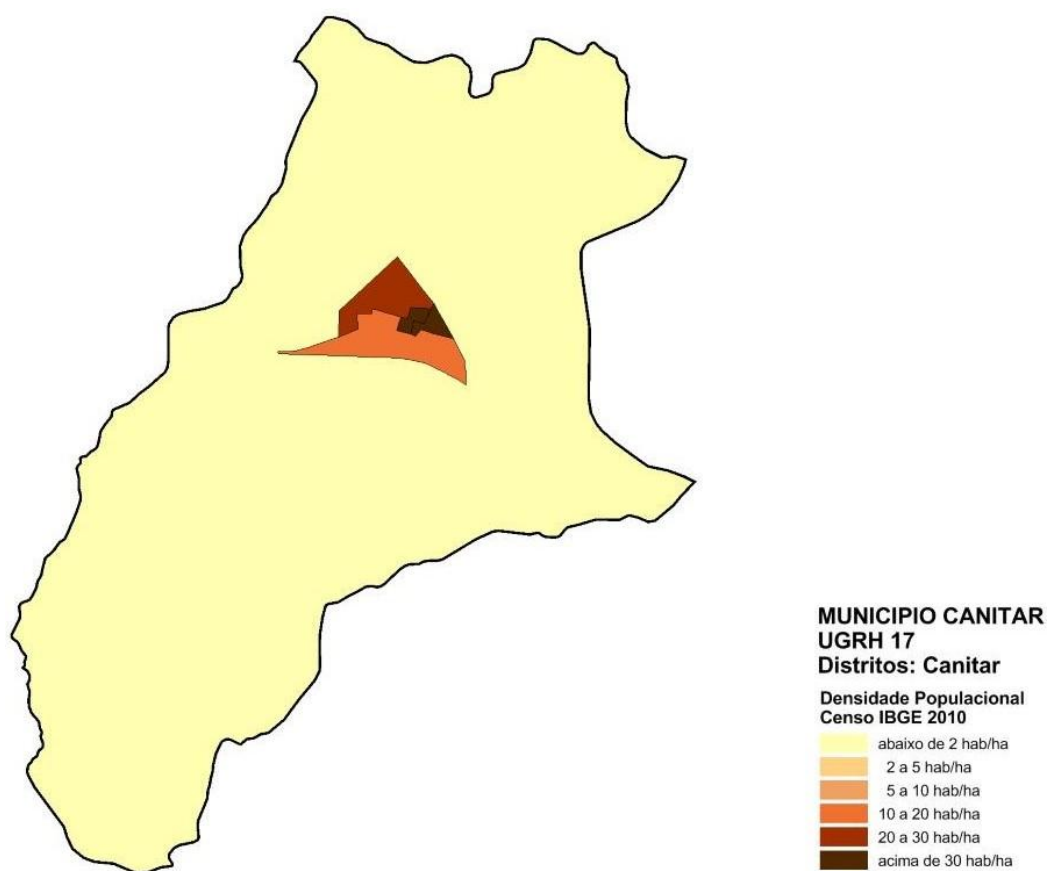 MUNICIPIO CANITAR
UGRH 17
Distritos: Canitar
Densidade Populacional
Censo IBGE 2010
abaixo de 2 hab/ha
2 a 5 hab/ha
5 a 10 hab/ha
10 a 20 hab/ha
20 a 30 hab/ha
acima de 30 hab/ha